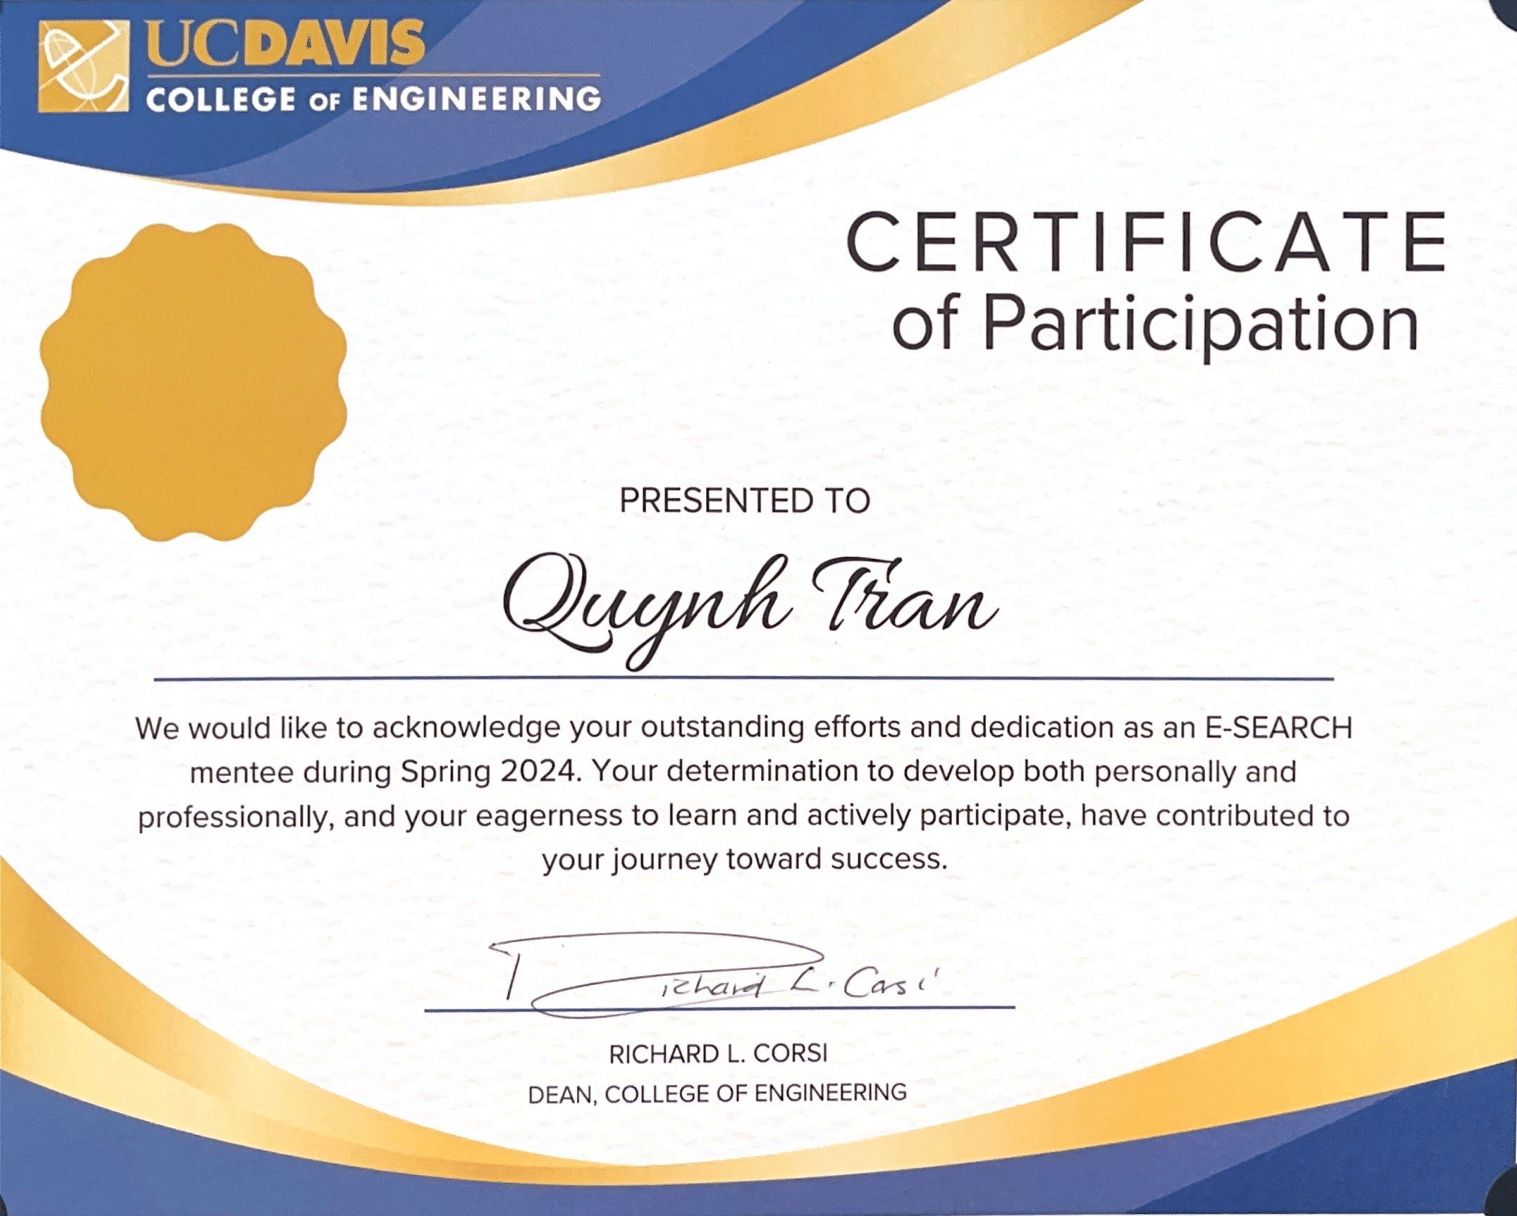 UCDAVIS
COLLEGE OF ENGINEERING
CERTIFICATE
of Participation
PRESENTED TO
Quynh Tran
We would like to acknowledge your outstanding efforts and dedication as an E-SEARCH
mentee during Spring 2024. Your determination to develop both personally and
professionally, and your eagerness to learn and actively participate, have contributed to
your journey toward success.
Richard L. Corsi
RICHARD L. CORSI
DEAN, COLLEGE OF ENGINEERING